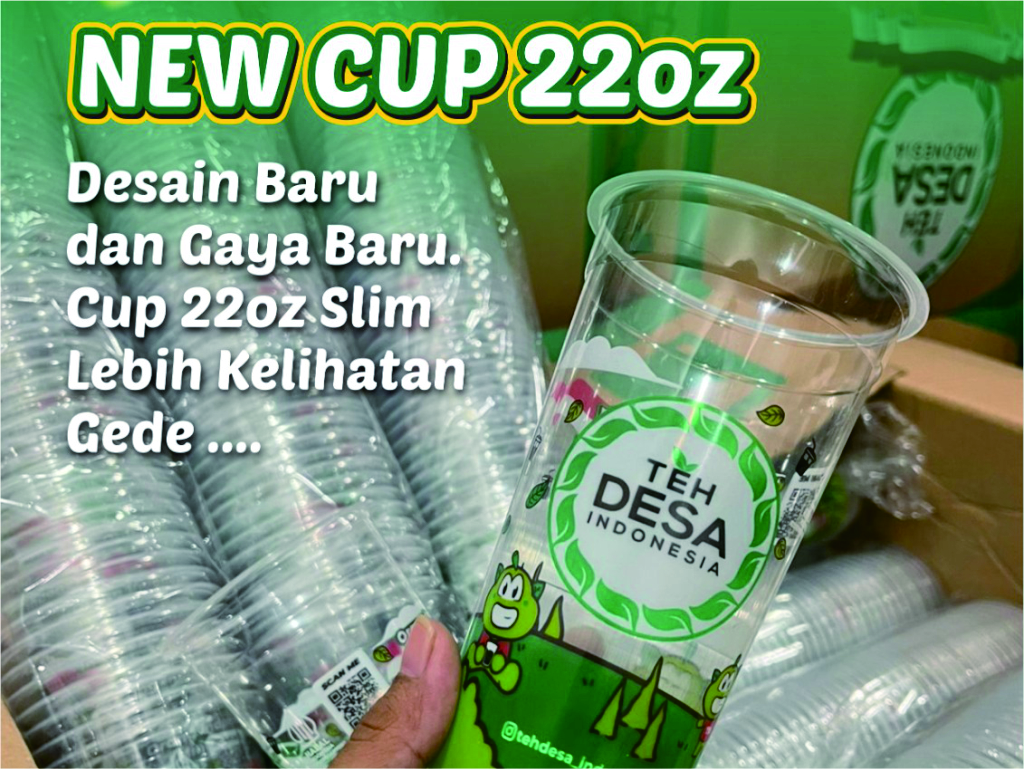 NEW CUP 22oz
Desain Baru
dan Gaya Baru.
Cup 22oz Slim
Lebih Kelihatan
Gede ....
TEH
DESA
INDONESIA
TEH
DESA
INDONESIA
SCAN ME